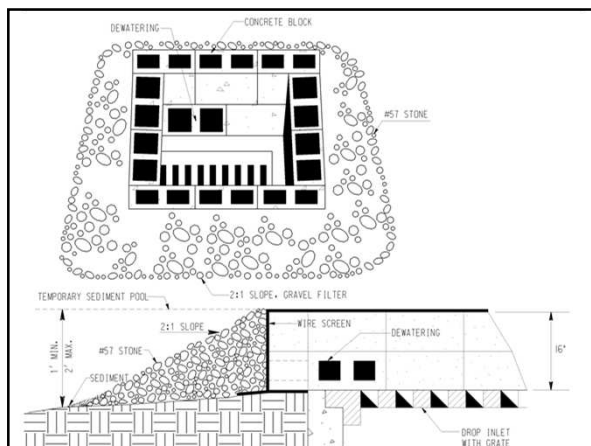 DEWATERING
CONCRETE BLOCK
#57 STONE
2:1 SLOPE, GRAVEL FILTER
TEMPORARY SEDIMENT POOL
2:1 SLOPE
WIRE SCREEN
DEWATERING
#57 STONE
1' MIN.
2' MAX.
16"
SEDIMENT
DROP INLET
WITH GRATE